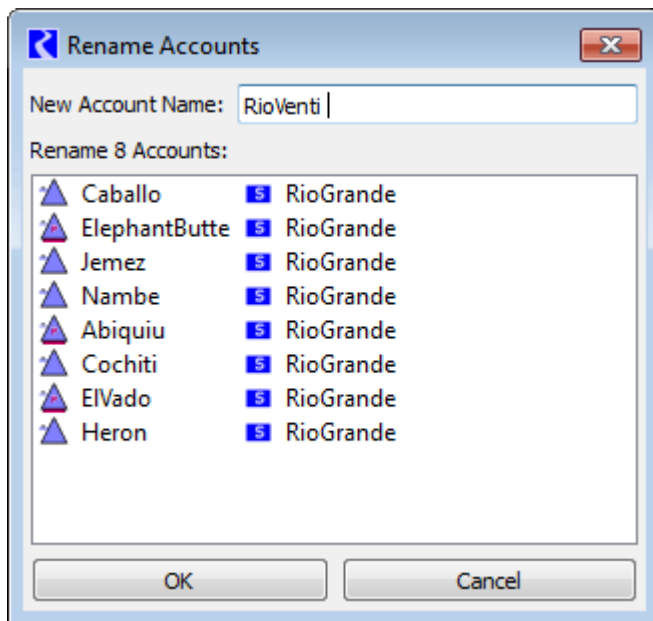 Rename Accounts
New Account Name: RioVenti
Rename 8 Accounts:
Caballo S RioGrande
ElephantButte S RioGrande
Jemez S RioGrande
Nambe S RioGrande
Abiquiu S RioGrande
Cochiti S RioGrande
ElVado S RioGrande
Heron S RioGrande
OK Cancel